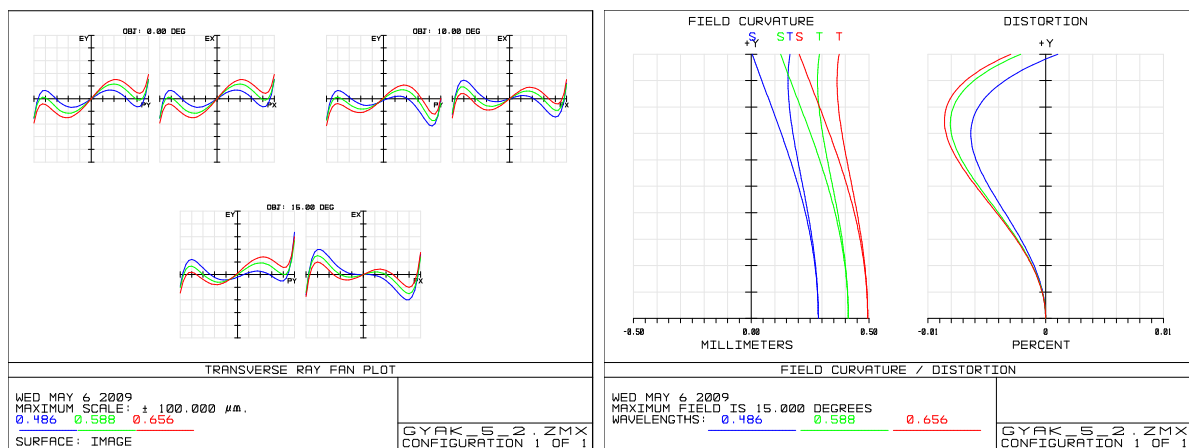 OBJ: 0.00 DEG
EY
EX
PY
PX
OBJ: 10.00 DEG
EY
EX
PY
PX
OBJ: 15.00 DEG
EY
EX
PY
PX
TRANSVERSE RAY FAN PLOT
WED MAY 6 2009
MAXIMUM SCALE: ± 100.000 µm.
0.486 0.588 0.656
SURFACE: IMAGE
GYAK_5_2.ZMX
CONFIGURATION 1 OF 1
FIELD CURVATURE
S S T S T T
+Y
-0.50 0.00 0.50
MILLIMETERS
DISTORTION
+Y
-0.01 0 0.01
PERCENT
FIELD CURVATURE / DISTORTION
WED MAY 6 2009
MAXIMUM FIELD IS 15.000 DEGREES
WAVELENGTHS: 0.486 0.588 0.656
GYAK_5_2.ZMX
CONFIGURATION 1 OF 1